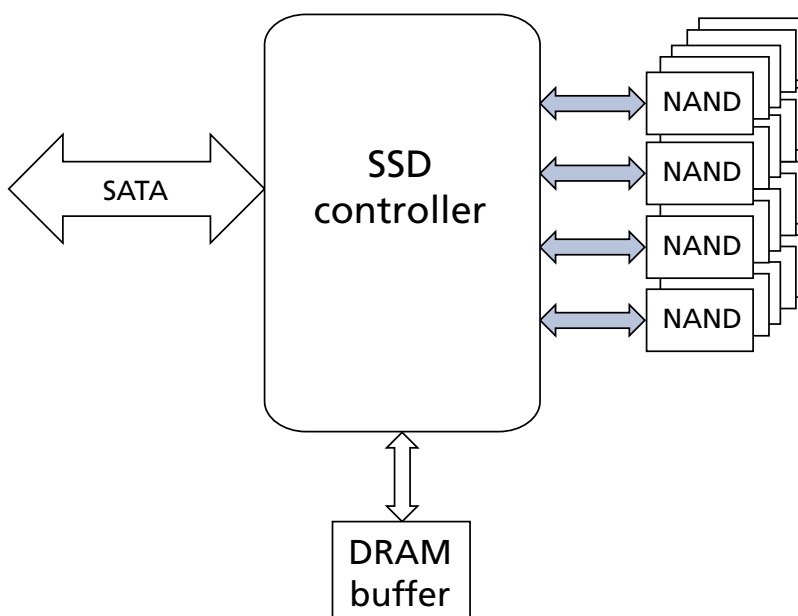 SATA
SSD
controller
NAND
NAND
NAND
NAND
DRAM
buffer